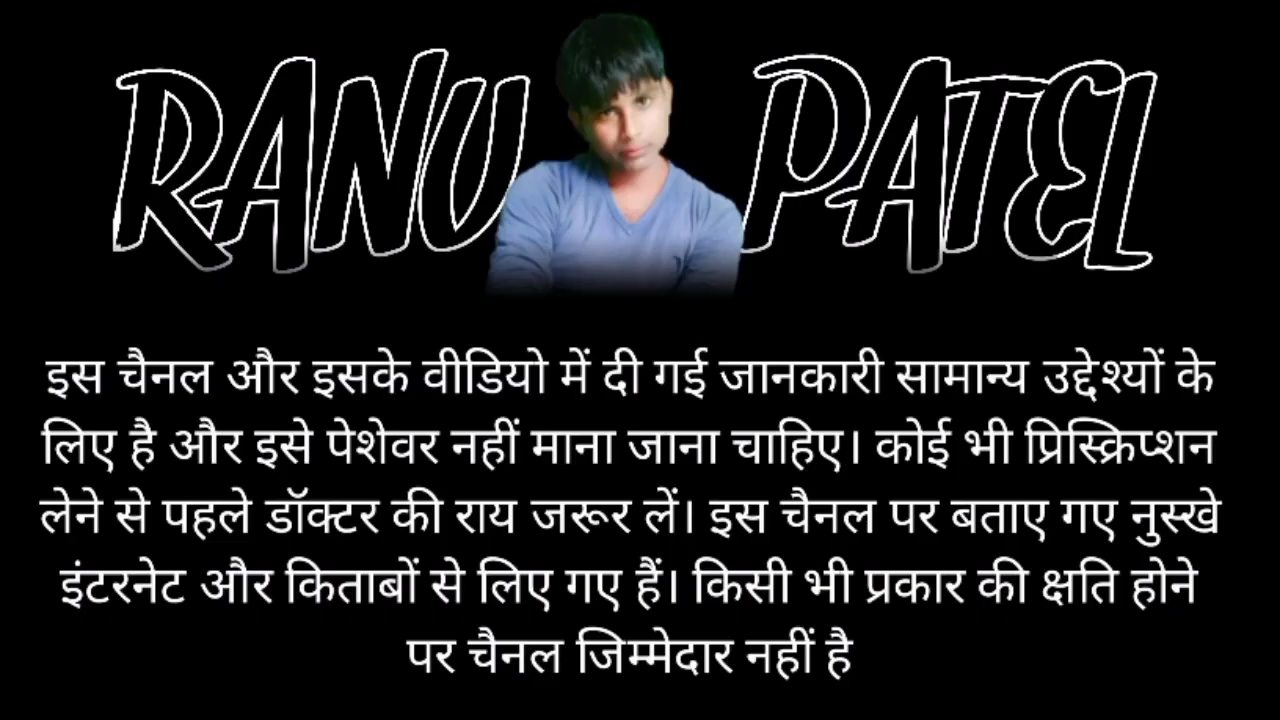 RANU PATEL
इस चैनल और इसके वीडियो में दी गई जानकारी सामान्य उद्देश्यों के
लिए है और इसे पेशेवर नहीं माना जाना चाहिए। कोई भी प्रिस्क्रिप्शन
लेने से पहले डॉक्टर की राय जरूर लें। इस चैनल पर बताए गए नुस्खे
इंटरनेट और किताबों से लिए गए हैं। किसी भी प्रकार की क्षति होने
पर चैनल जिम्मेदार नहीं है